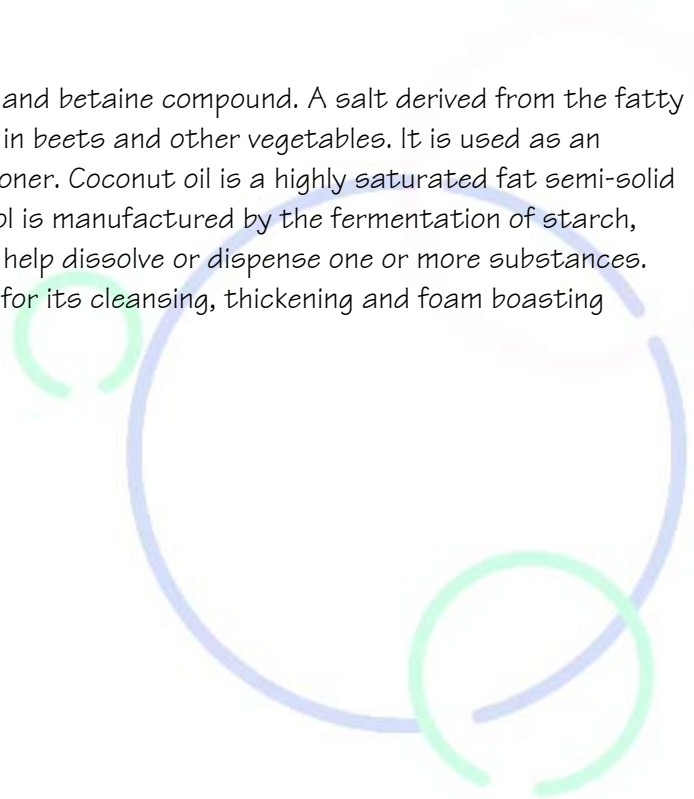 and betaine compound. A salt derived from the fatty
in beets and other vegetables. It is used as an
oner. Coconut oil is a highly saturated fat semi-solid
ol is manufactured by the fermentation of starch,
help dissolve or dispense one or more substances.
for its cleansing, thickening and foam boasting